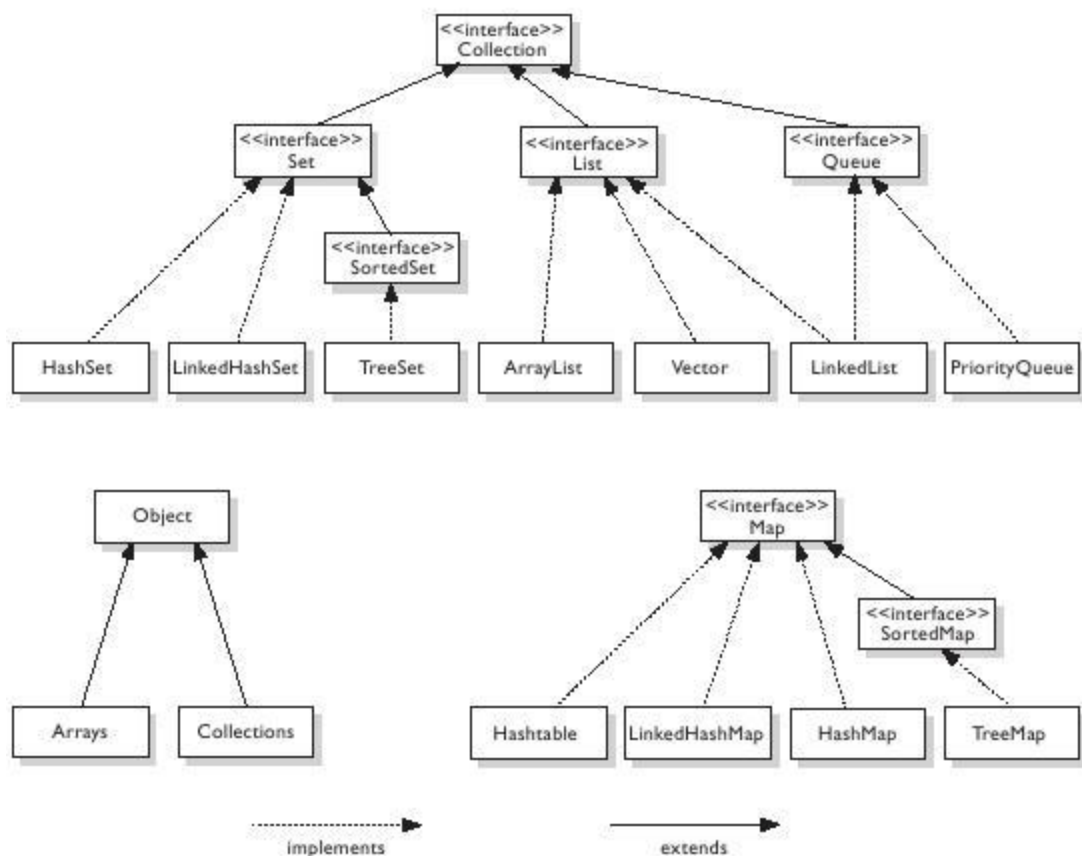 <<interface>>
Collection
<<interface>>
Set
<<interface>>
List
<<interface>>
Queue
<<interface>>
SortedSet
HashSet
LinkedHashSet
TreeSet
ArrayList
Vector
LinkedList
PriorityQueue
Object
<<interface>>
Map
<<interface>>
SortedMap
Arrays
Collections
Hashtable
LinkedHashMap
HashMap
TreeMap
implements
extends